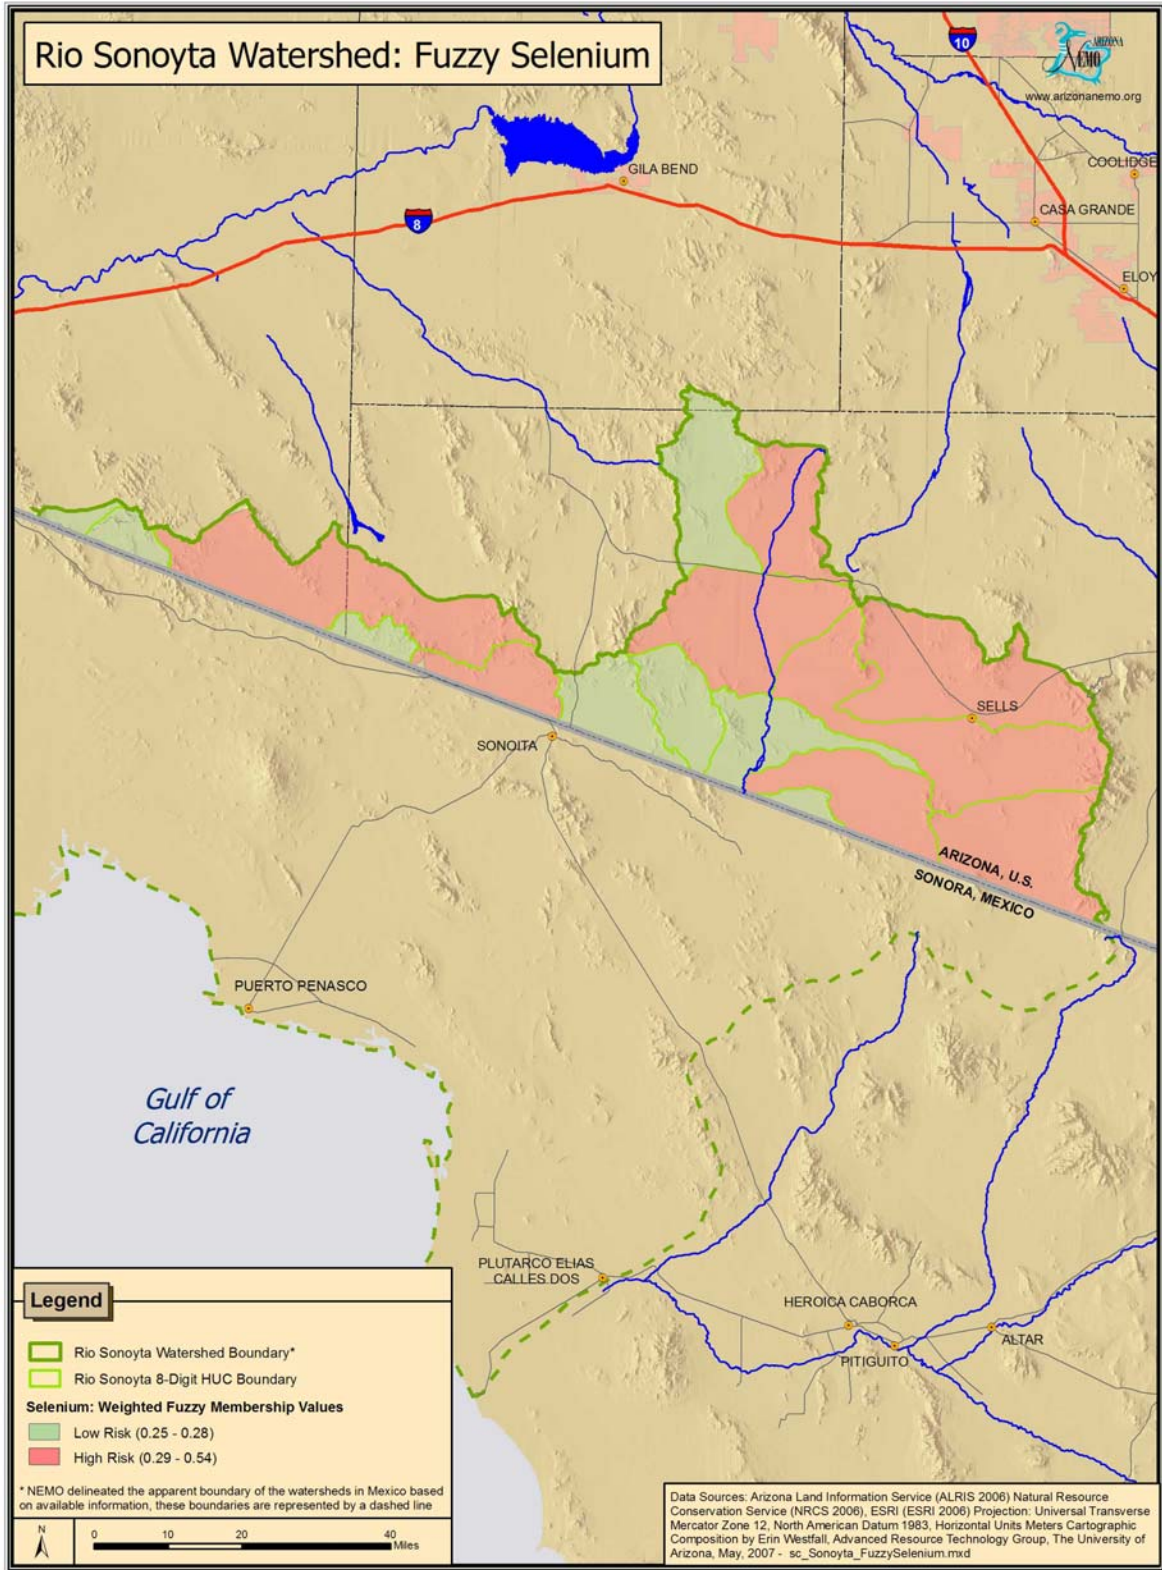 Rio Sonoyta Watershed: Fuzzy Selenium
10
ARIZONA
NEMO
www.arizonanemo.org
COOLIDGE
GILA BEND
CASA GRANDE
8
ELOY
SELLS
SONOITA
ARIZONA, U.S.
SONORA, MEXICO
PUERTO PENASCO
Gulf of
California
PLUTARCO ELIAS
CALLES DOS
HEROICA CABORCA
ALTAR
PITIGUITO
Legend
Rio Sonoyta Watershed Boundary*
Rio Sonoyta 8-Digit HUC Boundary
Selenium: Weighted Fuzzy Membership Values
Low Risk (0.25 - 0.28)
High Risk (0.29 - 0.54)
* NEMO delineated the apparent boundary of the watersheds in Mexico based
on available information, these boundaries are represented by a dashed line
N
0 10 20 40
Miles
Data Sources: Arizona Land Information Service (ALRIS 2006) Natural Resource
Conservation Service (NRCS 2006), ESRI (ESRI 2006) Projection: Universal Transverse
Mercator Zone 12, North American Datum 1983, Horizontal Units Meters Cartographic
Composition by Erin Westfall, Advanced Resource Technology Group, The University of
Arizona, May, 2007 - sc_Sonoyta_FuzzySelenium.mxd